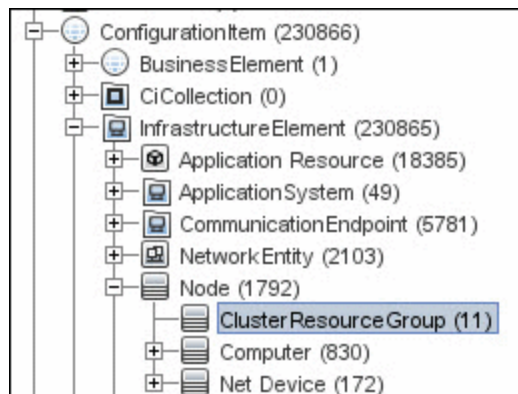 ConfigurationItem (230866)
BusinessElement (1)
CiCollection (0)
InfrastructureElement (230865)
Application Resource (18385)
ApplicationSystem (49)
CommunicationEndpoint (5781)
NetworkEntity (2103)
Node (1792)
ClusterResourceGroup (11)
Computer (830)
Net Device (172)